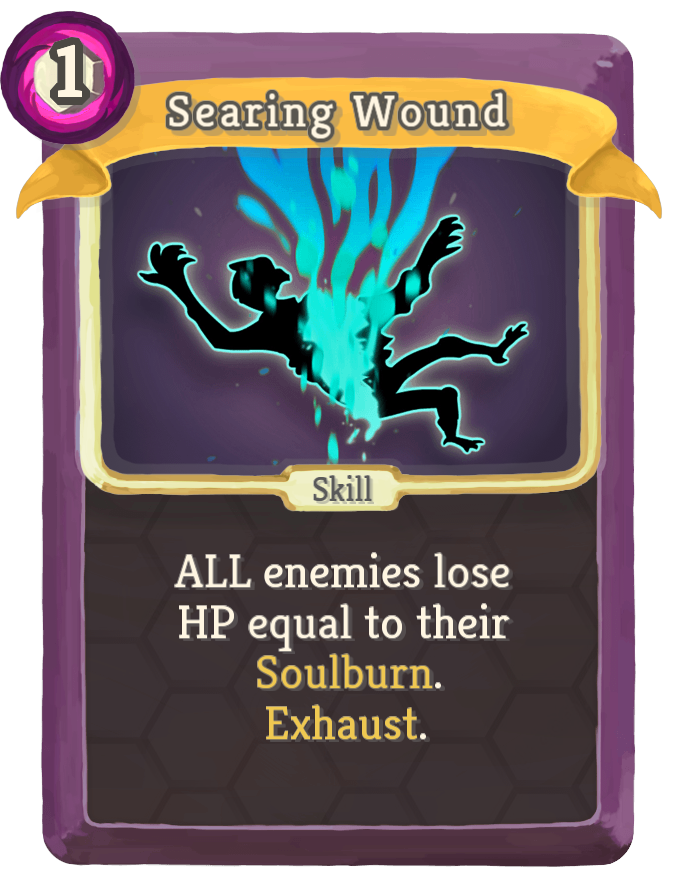 1
Searing Wound
Skill
ALL enemies lose
HP equal to their
Soulburn.
Exhaust.